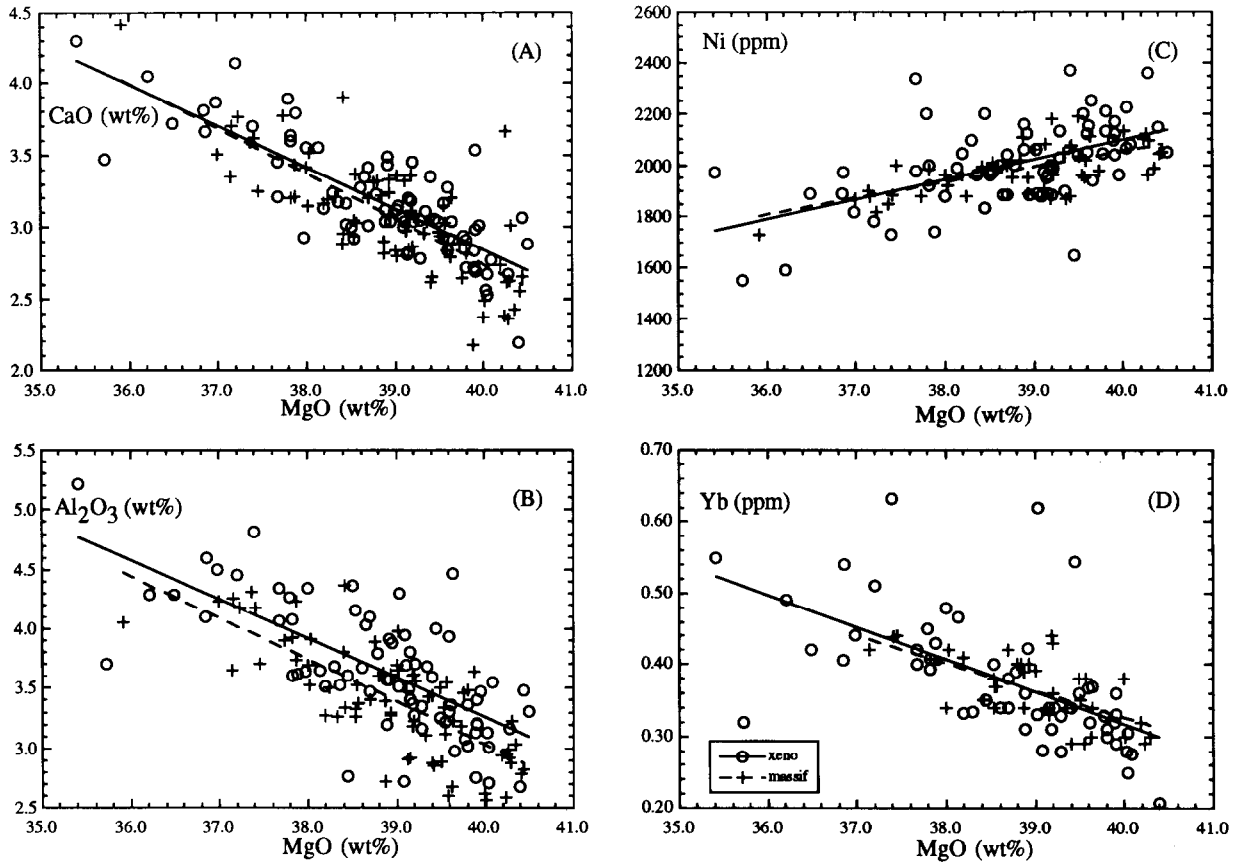 4.5
4.0
3.5
3.0
2.5
2.0
CaO (wt%)
(A)
35.0 36.0 37.0 38.0 39.0 40.0 41.0
MgO (wt%)
2600
2400
2200
2000
1800
1600
1400
1200
Ni (ppm)
(C)
35.0 36.0 37.0 38.0 39.0 40.0 41.0
MgO (wt%)
5.5
5.0
4.5
4.0
3.5
3.0
2.5
Al2O3 (wt%)
(B)
35.0 36.0 37.0 38.0 39.0 40.0 41.0
MgO (wt%)
0.70
0.60
0.50
0.40
0.30
0.20
Yb (ppm)
(D)
xeno
massif
35.0 36.0 37.0 38.0 39.0 40.0 41.0
MgO (wt%)